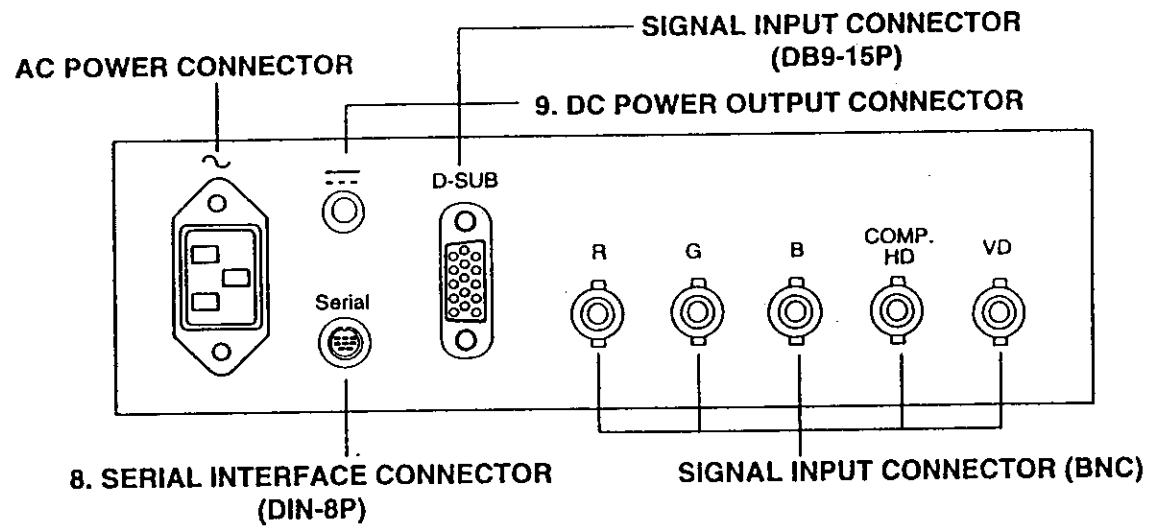 SIGNAL INPUT CONNECTOR
(DB9-15P)
AC POWER CONNECTOR
9. DC POWER OUTPUT CONNECTOR
D-SUB
R
G
B
COMP.
HD
VD
Serial
8. SERIAL INTERFACE CONNECTOR
(DIN-8P)
SIGNAL INPUT CONNECTOR (BNC)